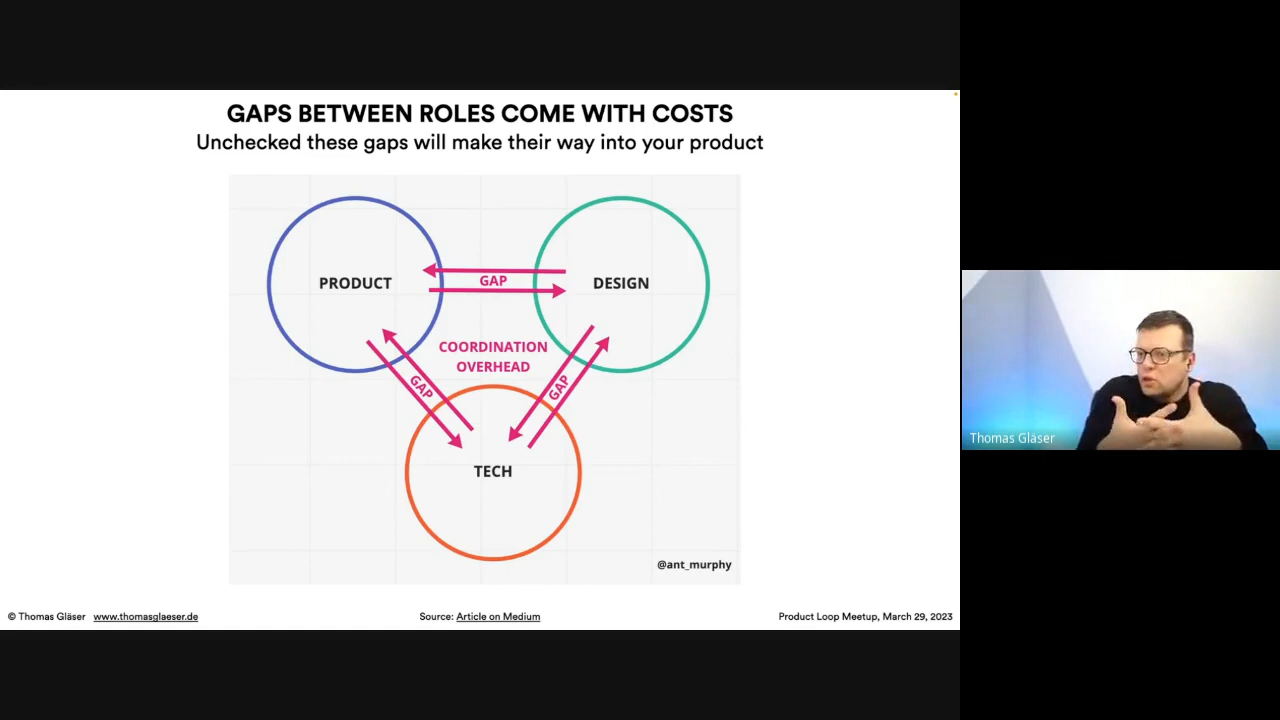 GAPS BETWEEN ROLES COME WITH COSTS
Unchecked these gaps will make their way into your product
PRODUCT
GAP
DESIGN
COORDINATION
OVERHEAD
GAP
GAP
TECH
@ant_murphy
© Thomas Gläser www.thomasglaeser.de
Source: Article on Medium
Product Loop Meetup, March 29, 2023
Thomas Gläser